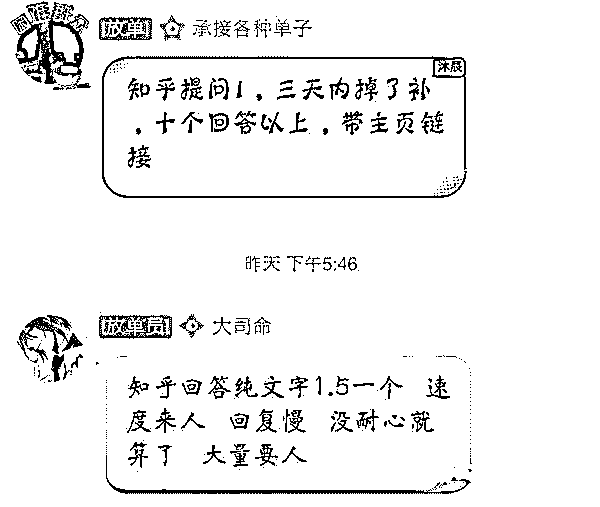 放单 承接各种单子
沐辰
知乎提问1，三天内掉了补
，十个回答以上，带主页链
接
昨天 下午5:46
放单员 大司命
知乎回答纯文字1.5一个 速
度来人 回复慢 没耐心就
算了 大量要人